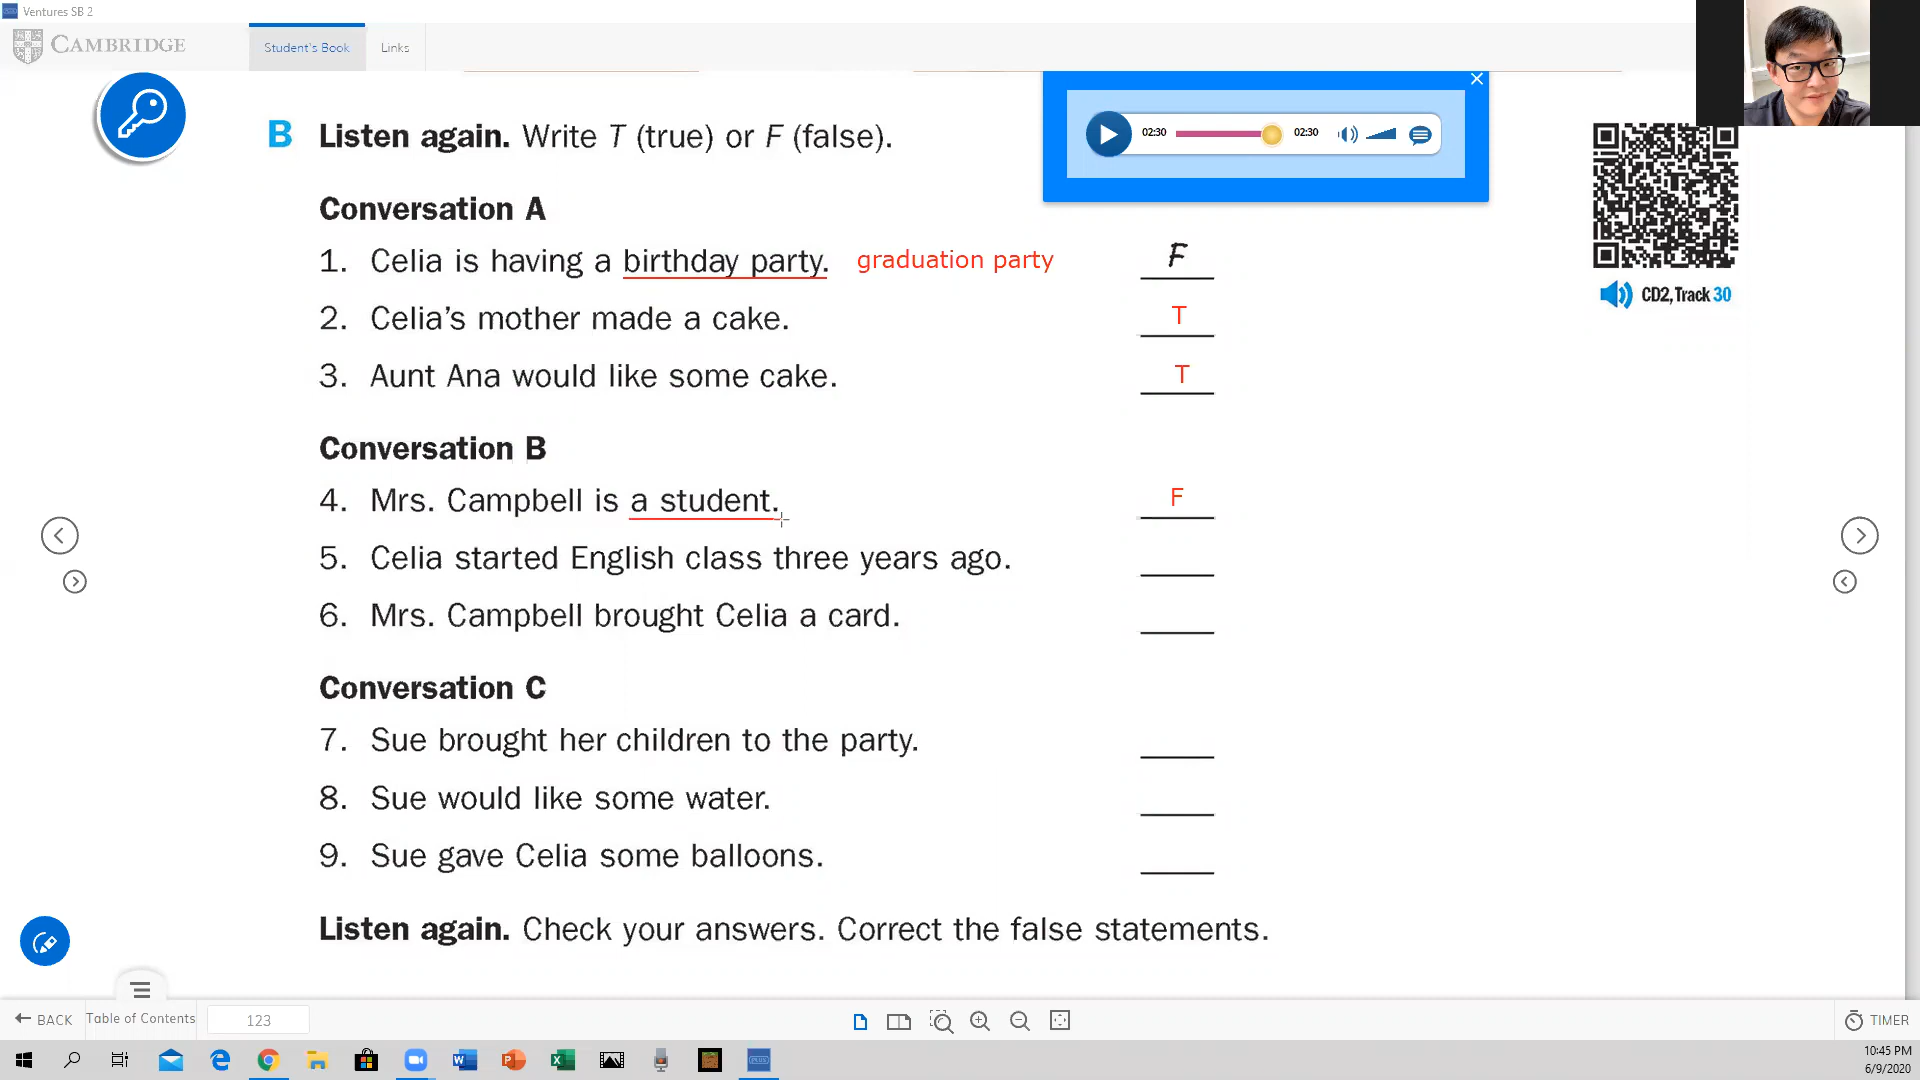 Ventures SB 2
CAMBRIDGE
Student's Book
Links
B Listen again. Write T (true) or F (false).
02:30
02:30
Conversation A
1. Celia is having a birthday party. graduation party F
2. Celia's mother made a cake. T
3. Aunt Ana would like some cake. T
CD2, Track 30
Conversation B
4. Mrs. Campbell is a student. F
5. Celia started English class three years ago.
6. Mrs. Campbell brought Celia a card.
Conversation C
7. Sue brought her children to the party.
8. Sue would like some water.
9. Sue gave Celia some balloons.
Listen again. Check your answers. Correct the false statements.
BACK
Table of Contents
123
TIMER
10:45 PM
6/9/2020